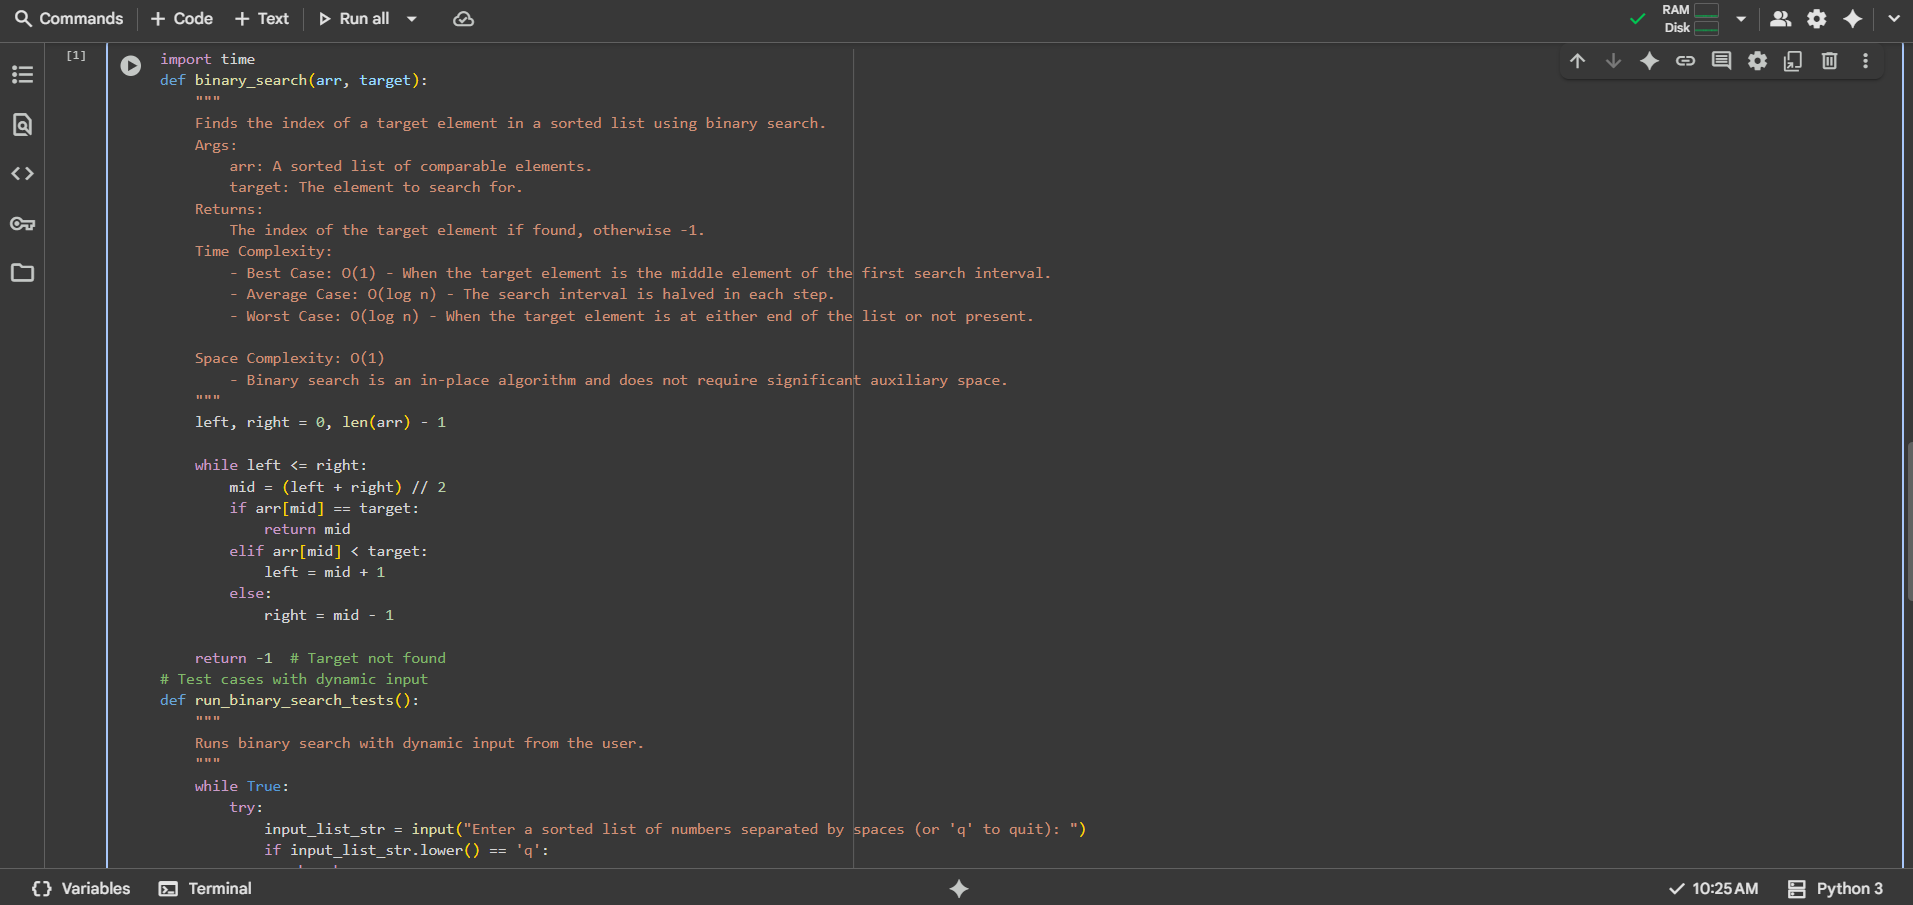 Commands + Code + Text Run all
RAM
Disk
[1]
import time
def binary_search(arr, target):
    """
    Finds the index of a target element in a sorted list using binary search.
    Args:
        arr: A sorted list of comparable elements.
        target: The element to search for.
    Returns:
        The index of the target element if found, otherwise -1.
    Time Complexity:
        - Best Case: O(1) - When the target element is the middle element of the first search interval.
        - Average Case: O(log n) - The search interval is halved in each step.
        - Worst Case: O(log n) - When the target element is at either end of the list or not present.
    Space Complexity: O(1)
        - Binary search is an in-place algorithm and does not require significant auxiliary space.
    """
    left, right = 0, len(arr) - 1
    while left <= right:
        mid = (left + right) // 2
        if arr[mid] == target:
            return mid
        elif arr[mid] < target:
            left = mid + 1
        else:
            right = mid - 1
    return -1  # Target not found
# Test cases with dynamic input
def run_binary_search_tests():
    """
    Runs binary search with dynamic input from the user.
    """
    while True:
        try:
            input_list_str = input("Enter a sorted list of numbers separated by spaces (or 'q' to quit): ")
            if input_list_str.lower() == 'q':
{} Variables Terminal 10:25 AM Python 3